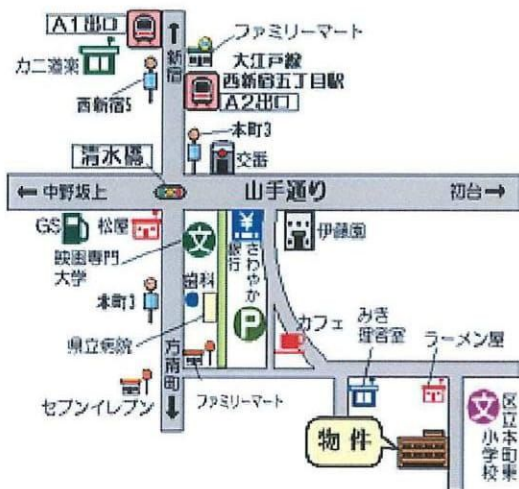 A1出口
カニ道楽
西新宿5
↑新宿
ファミリーマート
大江戸線
西新宿五丁目駅
A2出口
本町3
清水橋
交番
← 中野坂上
山手通り
初台 →
GS
松屋
映画専門
大学
文
¥
さわやか
銀行
伊藤園
本町3
歯科
P
カフェ
県立病院
みき
理容室
ラーメン屋
方南町
セブンイレブン
ファミリーマート
物件
文
区立本町東
小学校